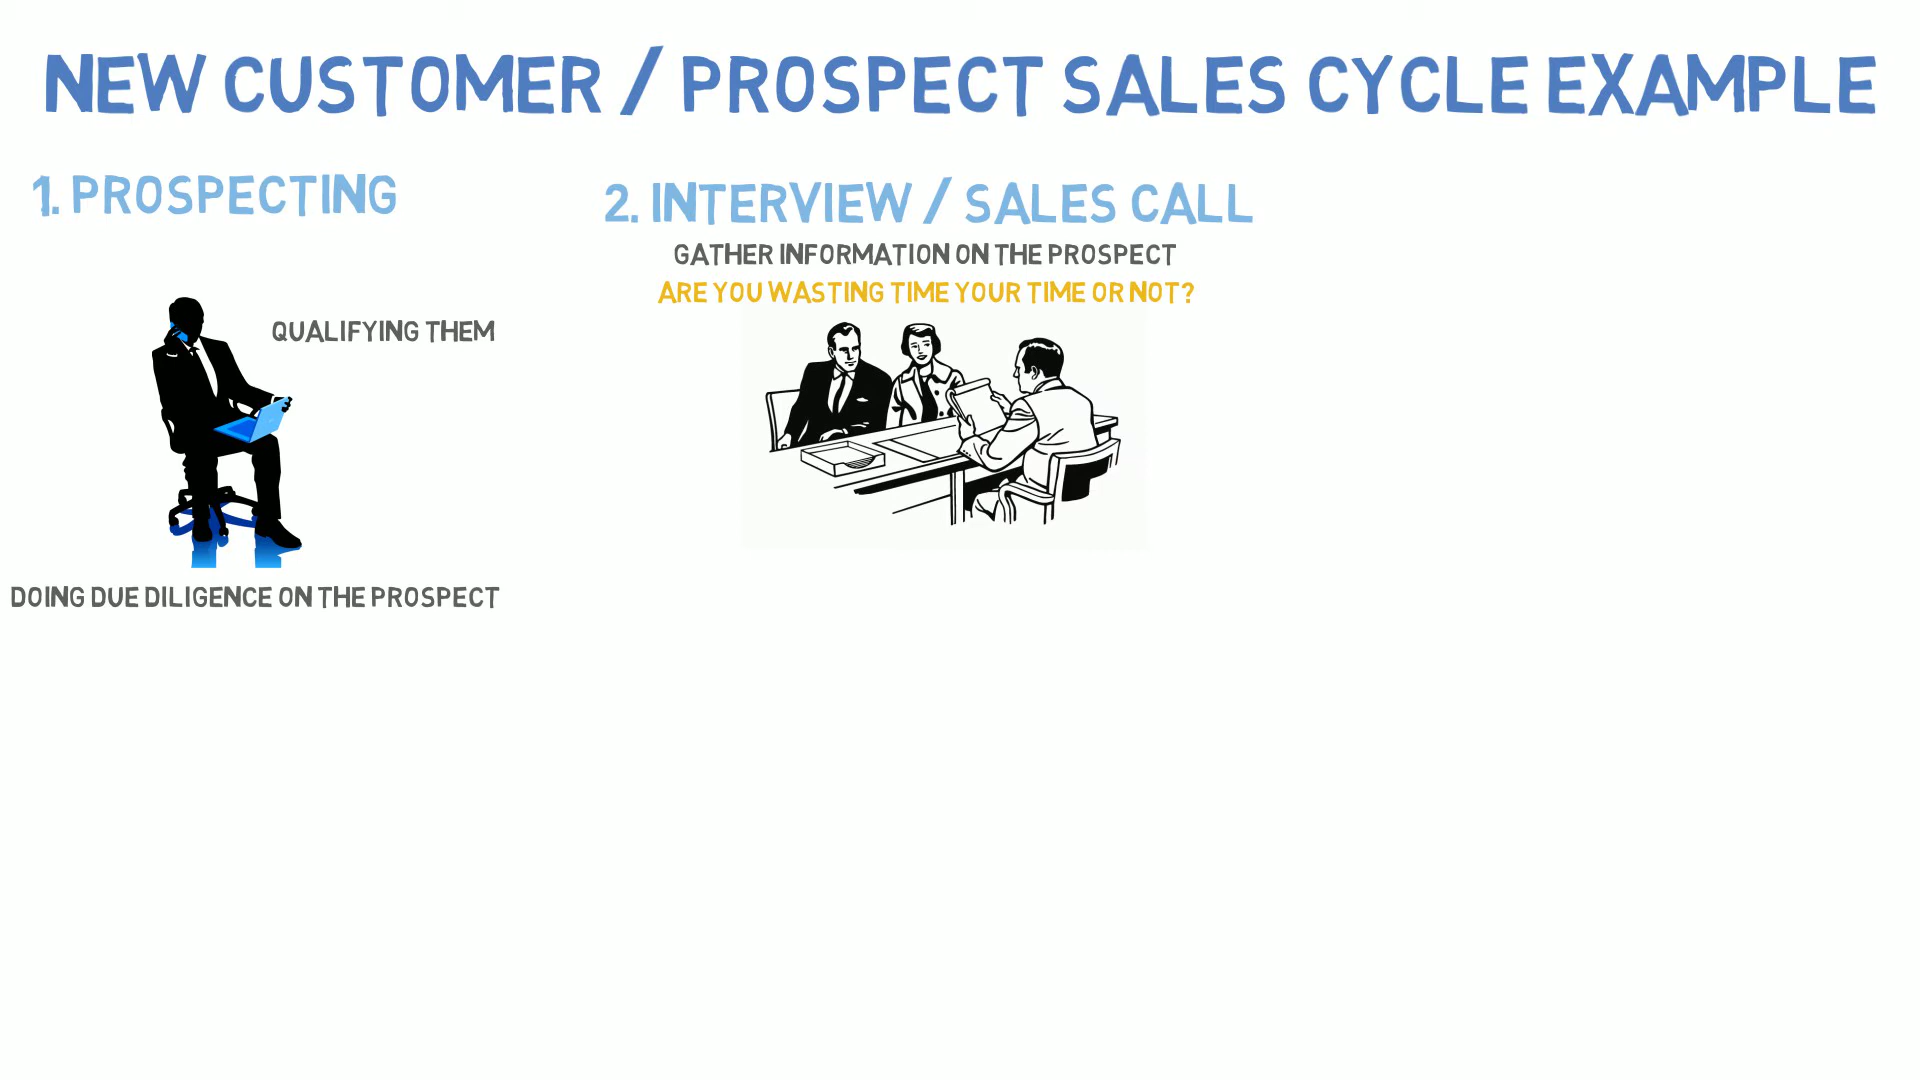 NEW CUSTOMER / PROSPECT SALES CYCLE EXAMPLE
1. PROSPECTING
QUALIFYING THEM
DOING DUE DILIGENCE ON THE PROSPECT
2. INTERVIEW / SALES CALL
GATHER INFORMATION ON THE PROSPECT
ARE YOU WASTING TIME YOUR TIME OR NOT?